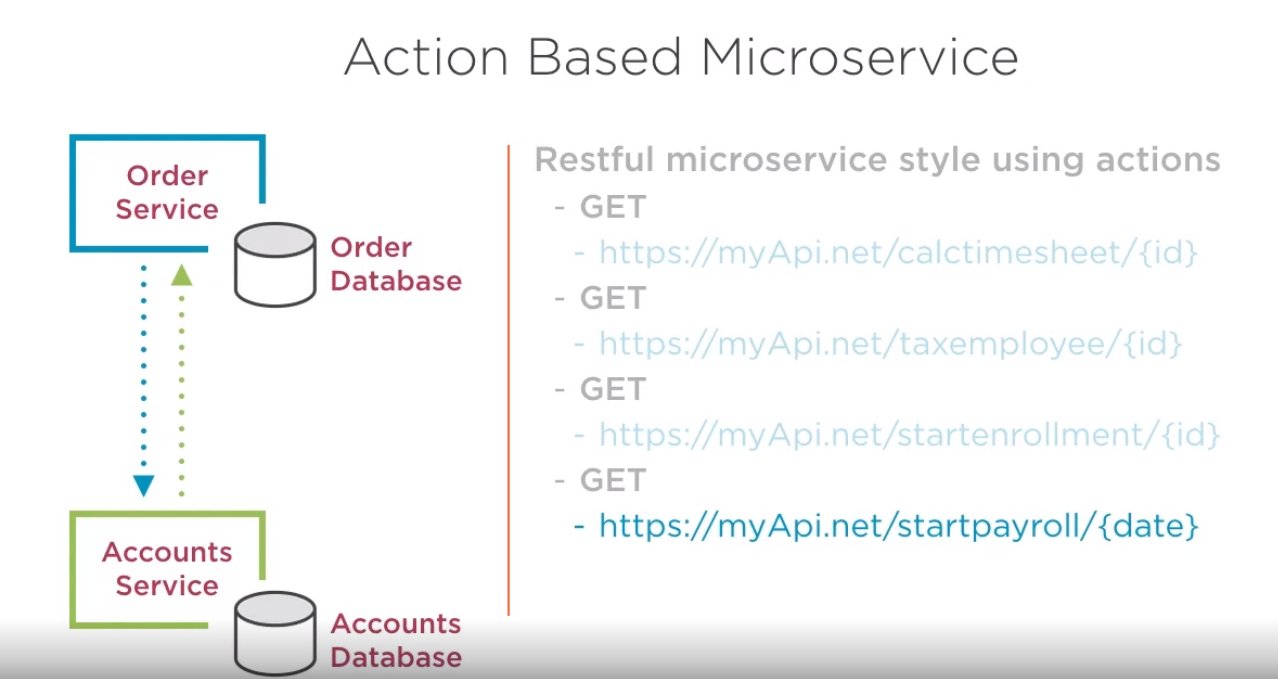 Action Based Microservice
Order
Service
Order
Database
Accounts
Service
Accounts
Database
Restful microservice style using actions
- GET
- https://myApi.net/calctimesheet/{id}
- GET
- https://myApi.net/taxemployee/{id}
- GET
- https://myApi.net/startenrollment/{id}
- GET
- https://myApi.net/startpayroll/{date}